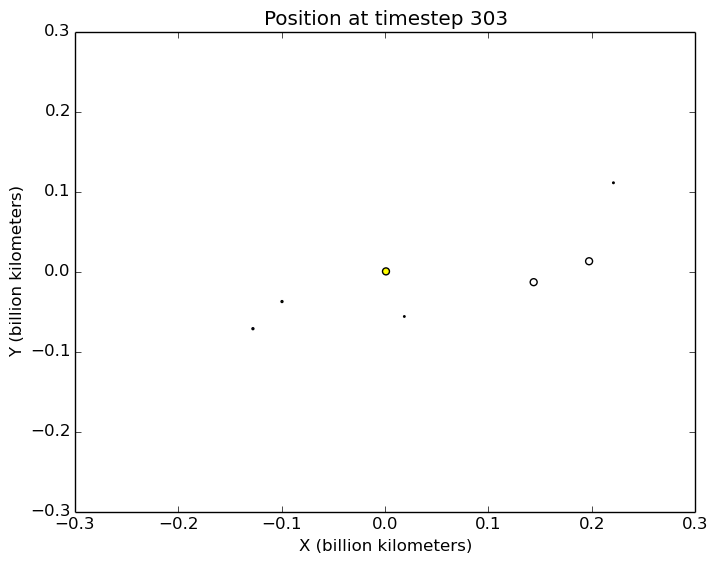 Position at timestep 303
0.3
0.2
0.1
0.0
−0.1
−0.2
−0.3
Y (billion kilometers)
−0.3 −0.2 −0.1 0.0 0.1 0.2 0.3
X (billion kilometers)